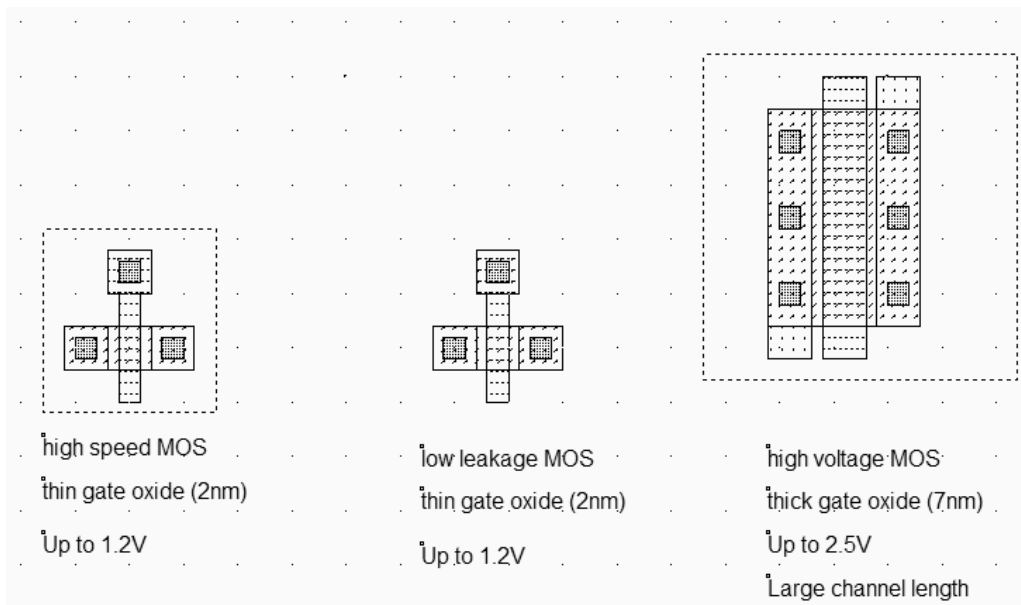 high speed MOS
thin gate oxide (2nm)
Up to 1.2V
low leakage MOS
thin gate oxide (2nm)
Up to 1.2V
high voltage MOS
thick gate oxide (7nm)
Up to 2.5V
Large channel length